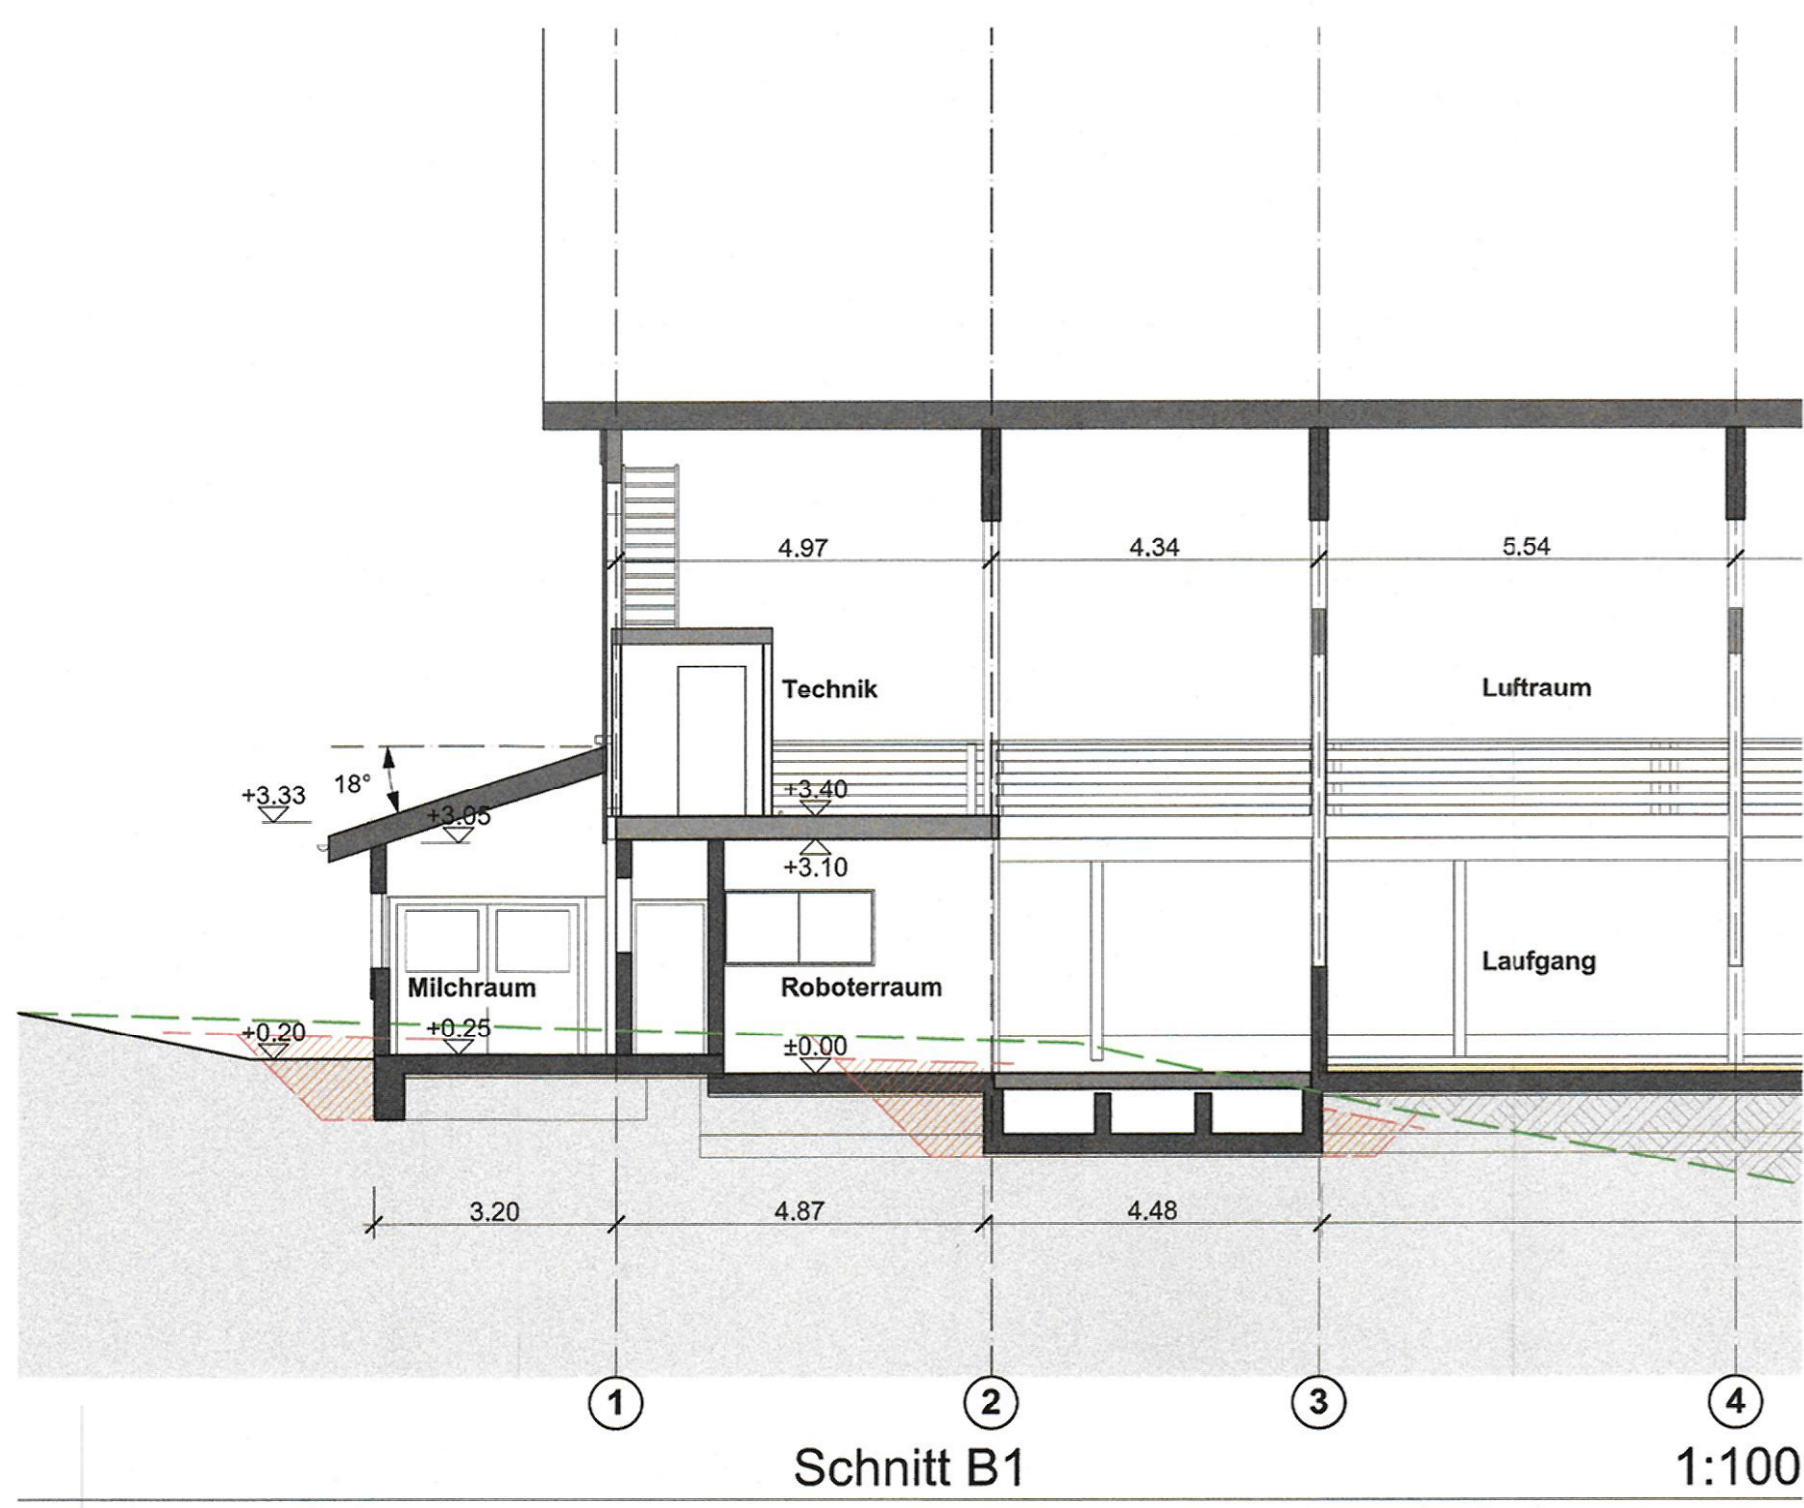 4.97 4.34 5.54
Technik Luftraum
18°
+3.33 +3.05 +3.40
+3.10
Milchraum Roboterraum Laufgang
+0.20 +0.25 ±0.00
3.20 4.87 4.48
1 2 3 4
Schnitt B1 1:100